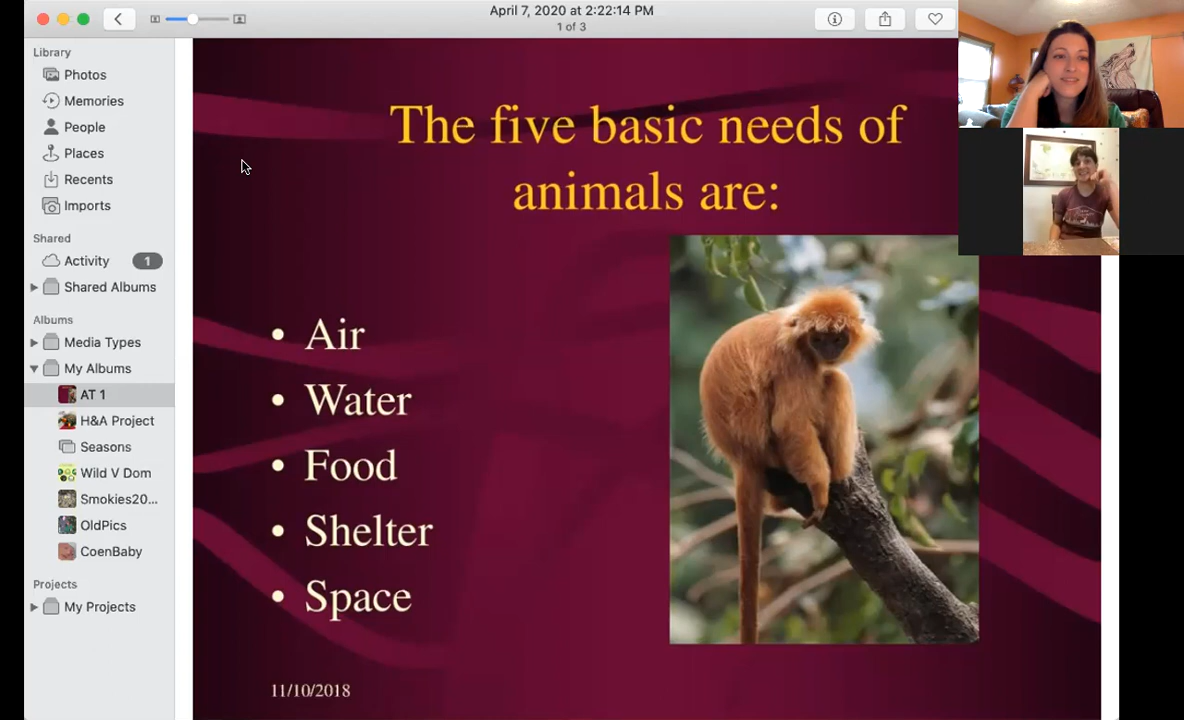 April 7, 2020 at 2:22:14 PM
1 of 3
Library
Photos
Memories
People
Places
Recents
Imports
Shared
Activity 1
Shared Albums
Albums
Media Types
My Albums
AT 1
H&A Project
Seasons
Wild V Dom
Smokies20...
OldPics
CoenBaby
Projects
My Projects
The five basic needs of
animals are:
• Air
• Water
• Food
• Shelter
• Space
11/10/2018